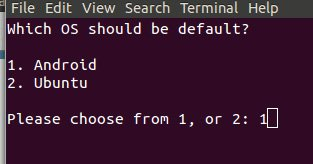 File Edit View Search Terminal Help
Which OS should be default?
1. Android
2. Ubuntu
Please choose from 1, or 2: 1